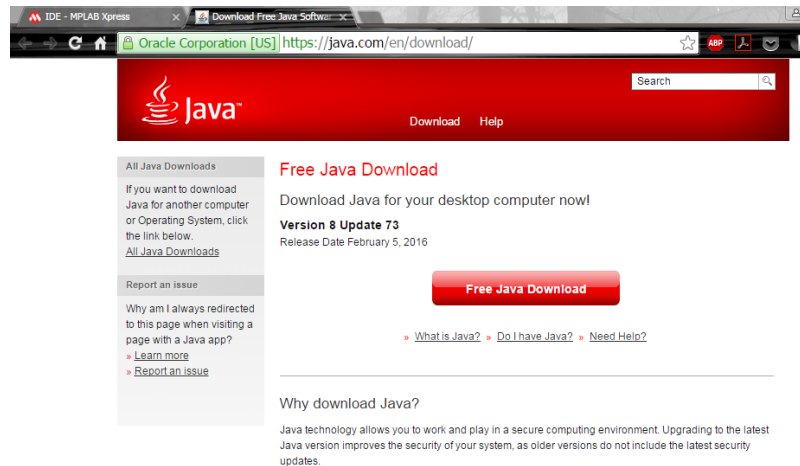 IDE - MPLAB Xpress
Download Free Java Softwar
Oracle Corporation [US] https://java.com/en/download/
ABP
Search
Java™
Download Help
All Java Downloads
If you want to download
Java for another computer
or Operating System, click
the link below.
All Java Downloads
Report an issue
Why am I always redirected
to this page when visiting a
page with a Java app?
» Learn more
» Report an issue
Free Java Download
Download Java for your desktop computer now!
Version 8 Update 73
Release Date February 5, 2016
Free Java Download
» What is Java? » Do I have Java? » Need Help?
Why download Java?
Java technology allows you to work and play in a secure computing environment. Upgrading to the latest
Java version improves the security of your system, as older versions do not include the latest security
updates.